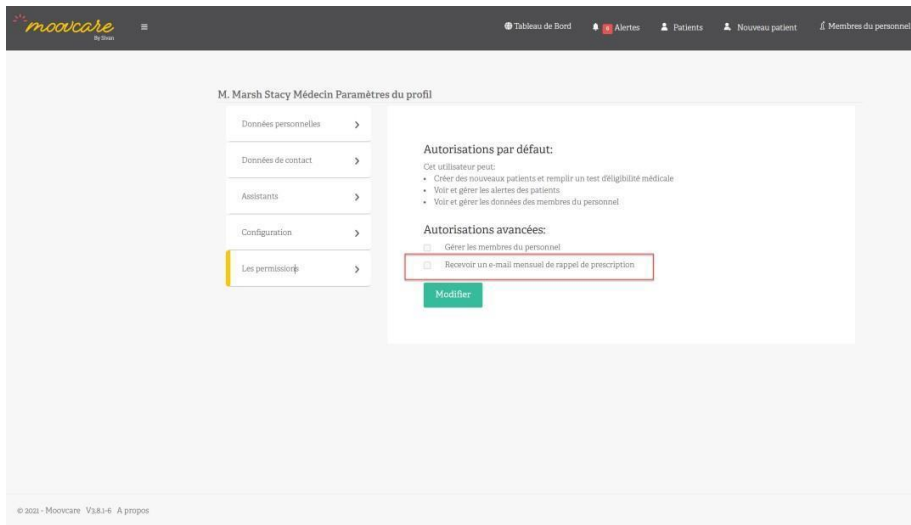 moovcare
By Sivan
Tableau de Bord
0 Alertes
Patients
Nouveau patient
Membres du personnel
M. Marsh Stacy Médecin Paramètres du profil
Données personnelles
Données de contact
Assistants
Configuration
Les permissions
Autorisations par défaut:
Cet utilisateur peut:
• Créer des nouveaux patients et remplir un test d'éligibilité médicale
• Voir et gérer les alertes des patients
• Voir et gérer les données des membres du personnel
Autorisations avancées:
Gérer les membres du personnel
Recevoir un e-mail mensuel de rappel de prescription
Modifier
© 2021 - Moovcare V3.8.1-6 A propos